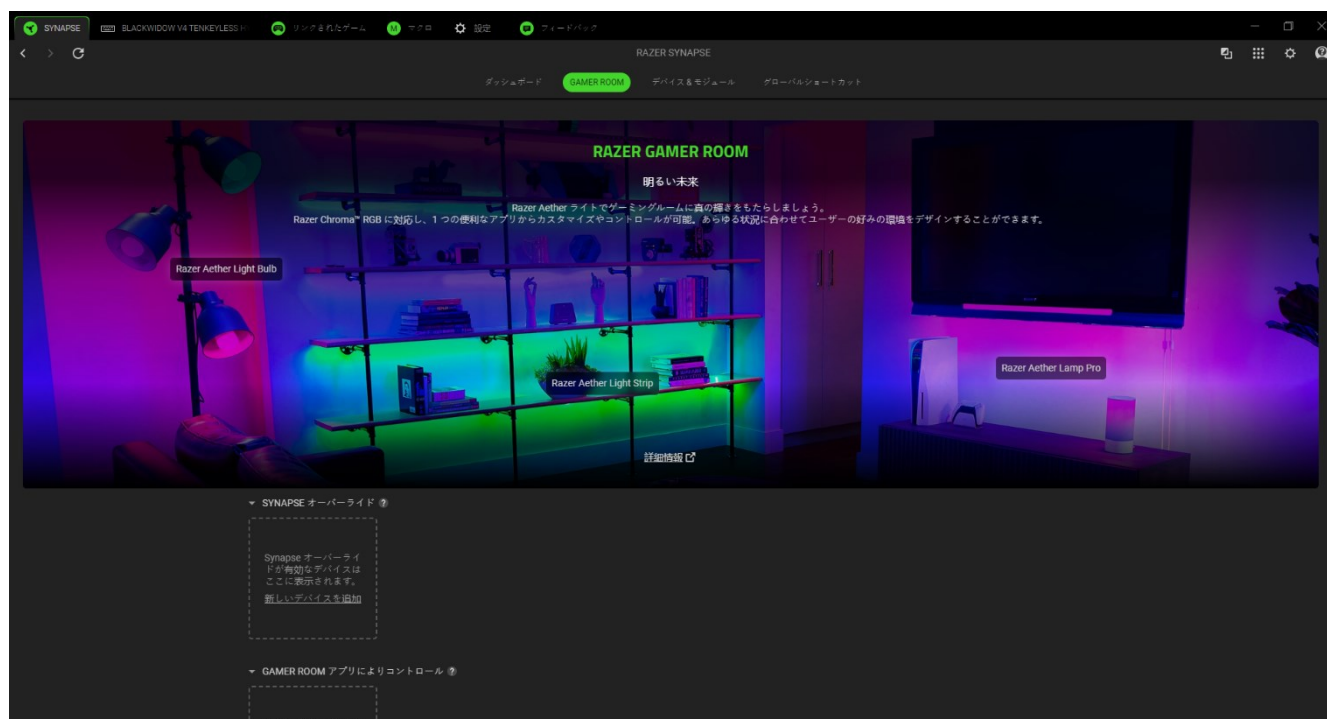 SYNAPSE
BLACKWIDOW V4 TENKEYLESS
リンクされたゲーム
マクロ
設定
フィードバック
RAZER SYNAPSE
ダッシュボード
GAMER ROOM
デバイス＆モジュール
グローバルショートカット
RAZER GAMER ROOM
明るい未来
Razer Aether ライトでゲーミングルームに真の輝きをもたらしましょう。
Razer Chroma™ RGB に対応し、1 つの便利なアプリからカスタマイズやコントロールが可能。あらゆる状況に合わせてユーザーの好みの環境をデザインすることができます。
Razer Aether Light Bulb
Razer Aether Lamp Pro
Razer Aether Light Strip
詳細情報
SYNAPSE オーバーライド
Synapse オーバーライ
ドが有効なデバイスは
ここに表示されます。
新しいデバイスを追加
GAMER ROOM アプリによりコントロール